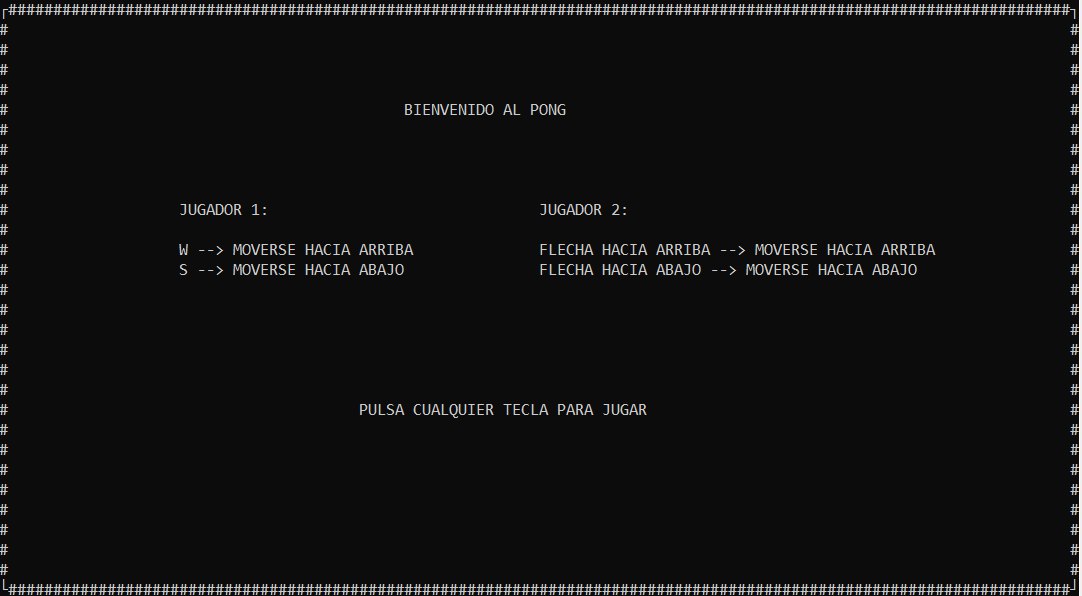 BIENVENIDO AL PONG
JUGADOR 1:
W --> MOVERSE HACIA ARRIBA
S --> MOVERSE HACIA ABAJO
JUGADOR 2:
FLECHA HACIA ARRIBA --> MOVERSE HACIA ARRIBA
FLECHA HACIA ABAJO --> MOVERSE HACIA ABAJO
PULSA CUALQUIER TECLA PARA JUGAR